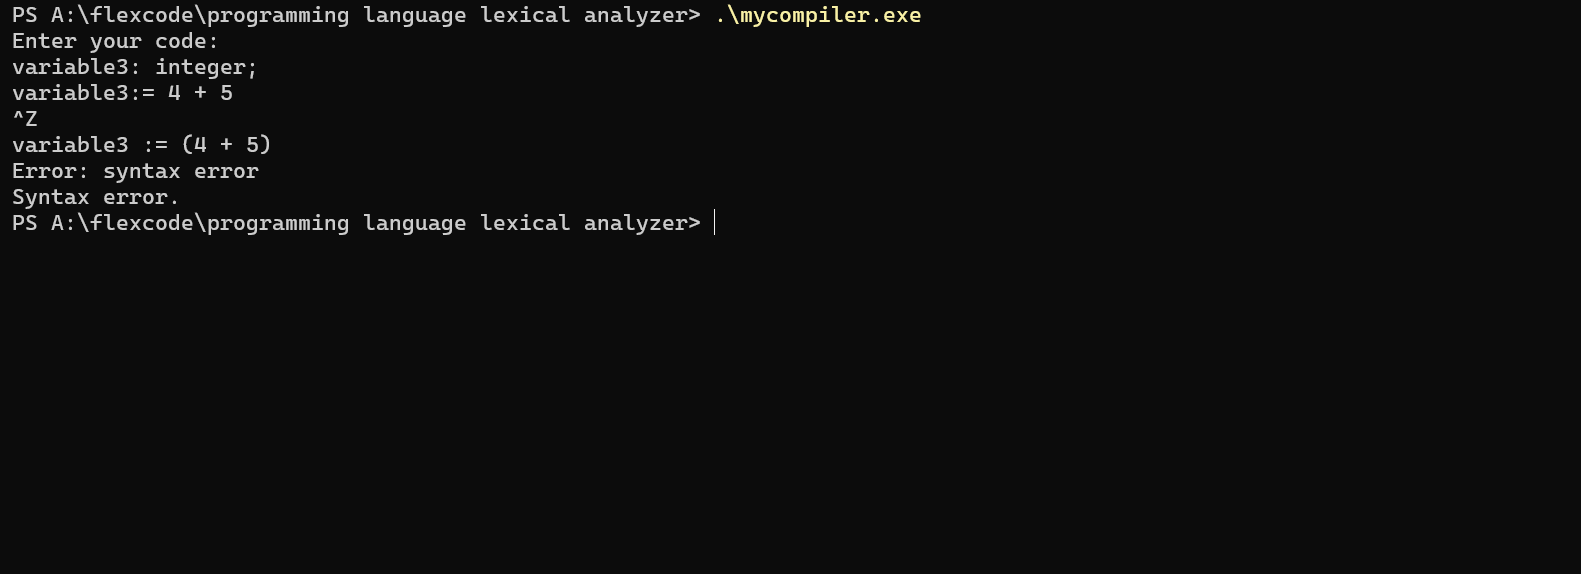 PS A:\flexcode\programming language lexical analyzer> .\mycompiler.exe
Enter your code:
variable3: integer;
variable3:= 4 + 5
^Z
variable3 := (4 + 5)
Error: syntax error
Syntax error.
PS A:\flexcode\programming language lexical analyzer>